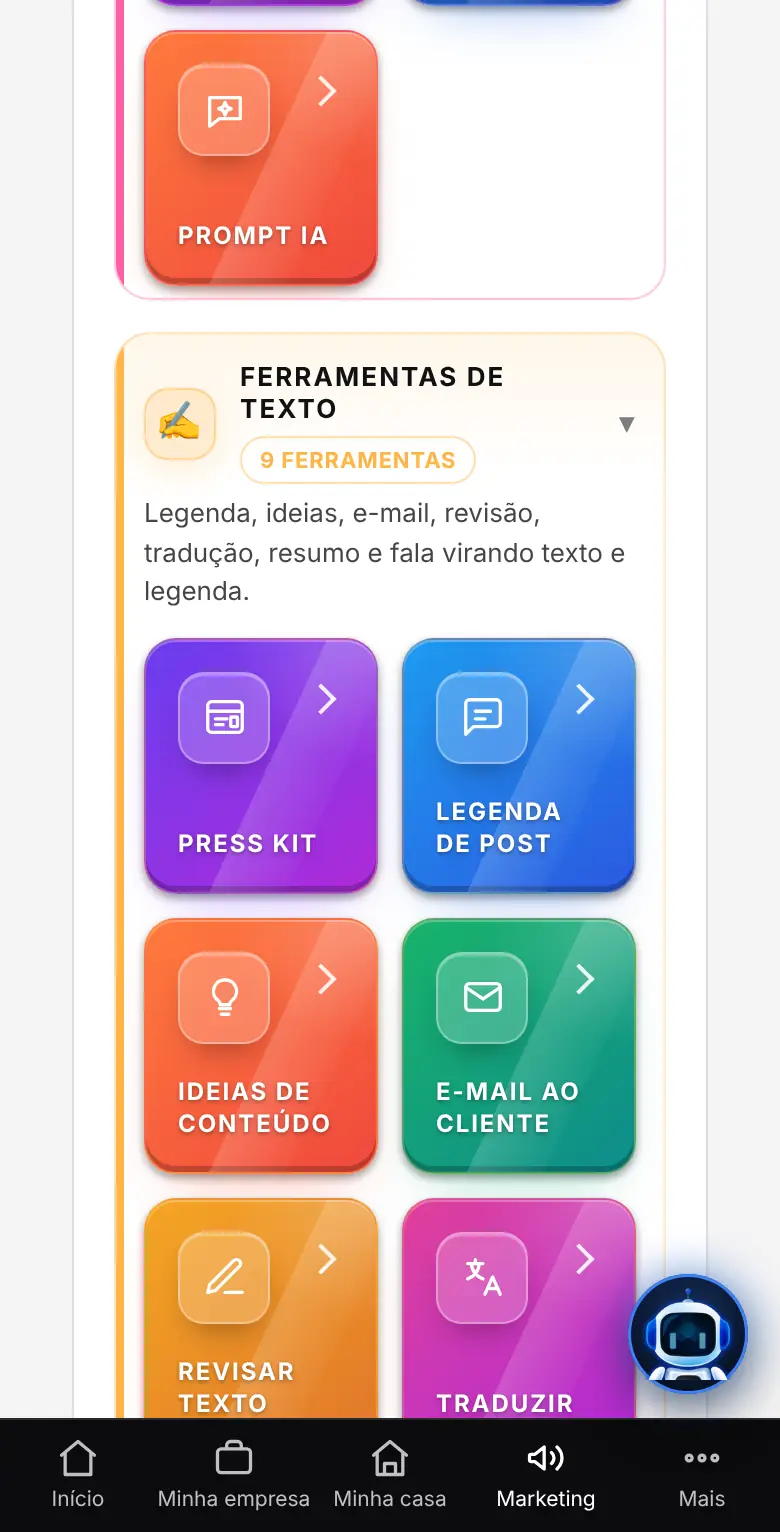 PROMPT IA
FERRAMENTAS DE
TEXTO
9 FERRAMENTAS
Legenda, ideias, e-mail, revisão,
tradução, resumo e fala virando texto e
legenda.
PRESS KIT
LEGENDA
DE POST
IDEIAS DE
CONTEÚDO
E-MAIL AO
CLIENTE
REVISAR
TEXTO
TRADUZIR
Início
Minha empresa
Minha casa
Marketing
Mais